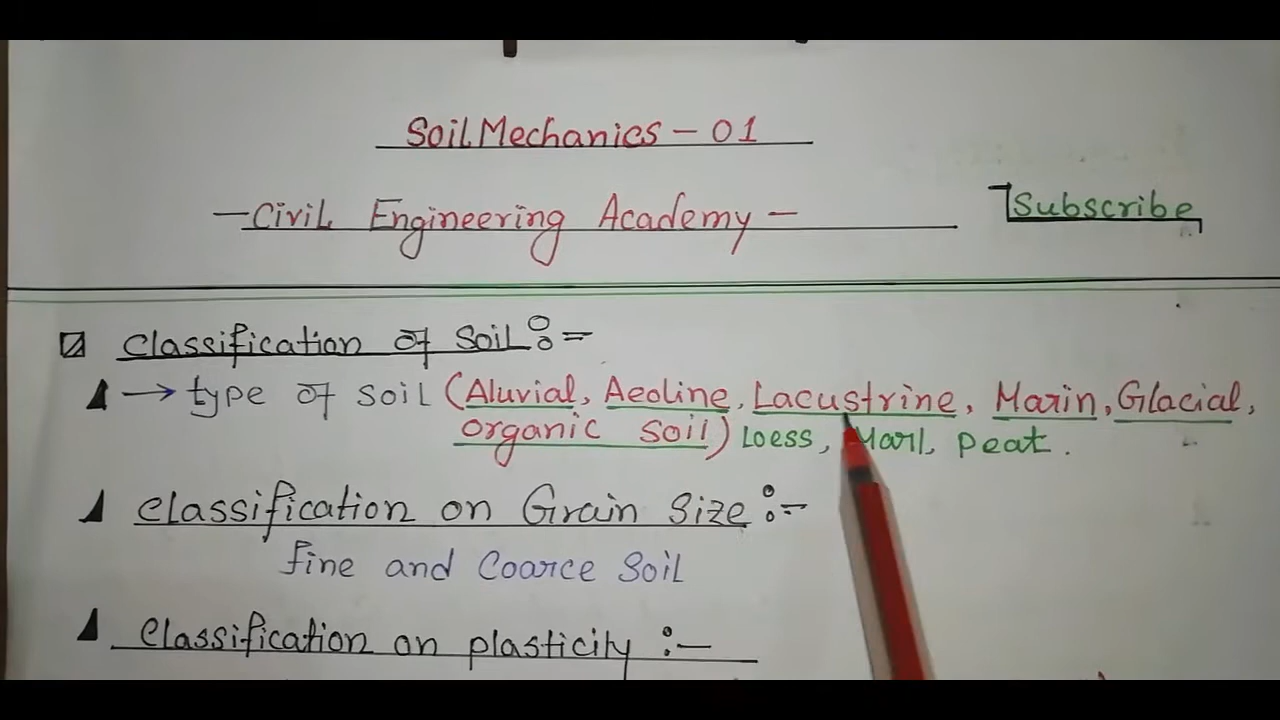 Soil Mechanics - 01
- Civil Engineering Academy -
Subscribe
Classification of Soil :-
→ type of soil (Aluvial, Aeoline, Lacustrine, Marin, Glacial,
organic soil) Loess, Marl, Peat.
Classification on Grain Size :-
fine and Coarce Soil
Classification on plasticity :-